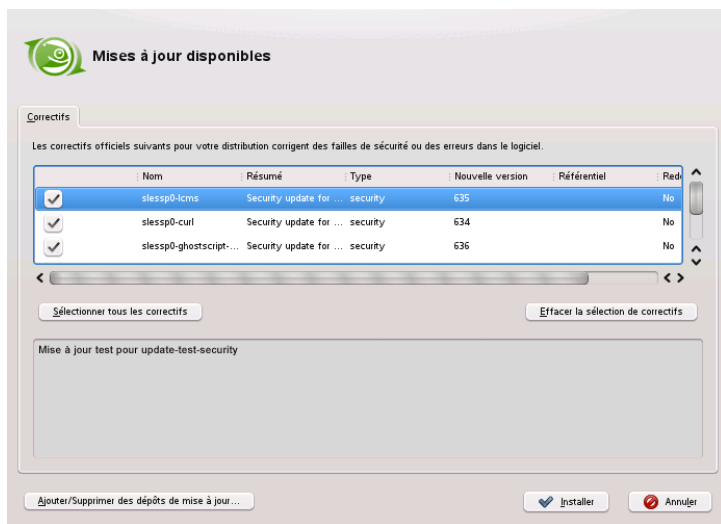 Mises à jour disponibles
Correctifs
Les correctifs officiels suivants pour votre distribution corrigent des failles de sécurité ou des erreurs dans le logiciel.
Nom Résumé Type Nouvelle version Référentiel Red
slessp0-lcms Security update for ... security 635 No
slessp0-curl Security update for ... security 634 No
slessp0-ghostscript-... Security update for ... security 636 No
Sélectionner tous les correctifs Effacer la sélection de correctifs
Mise à jour test pour update-test-security
Ajouter/Supprimer des dépôts de mise à jour... Installer Annuler